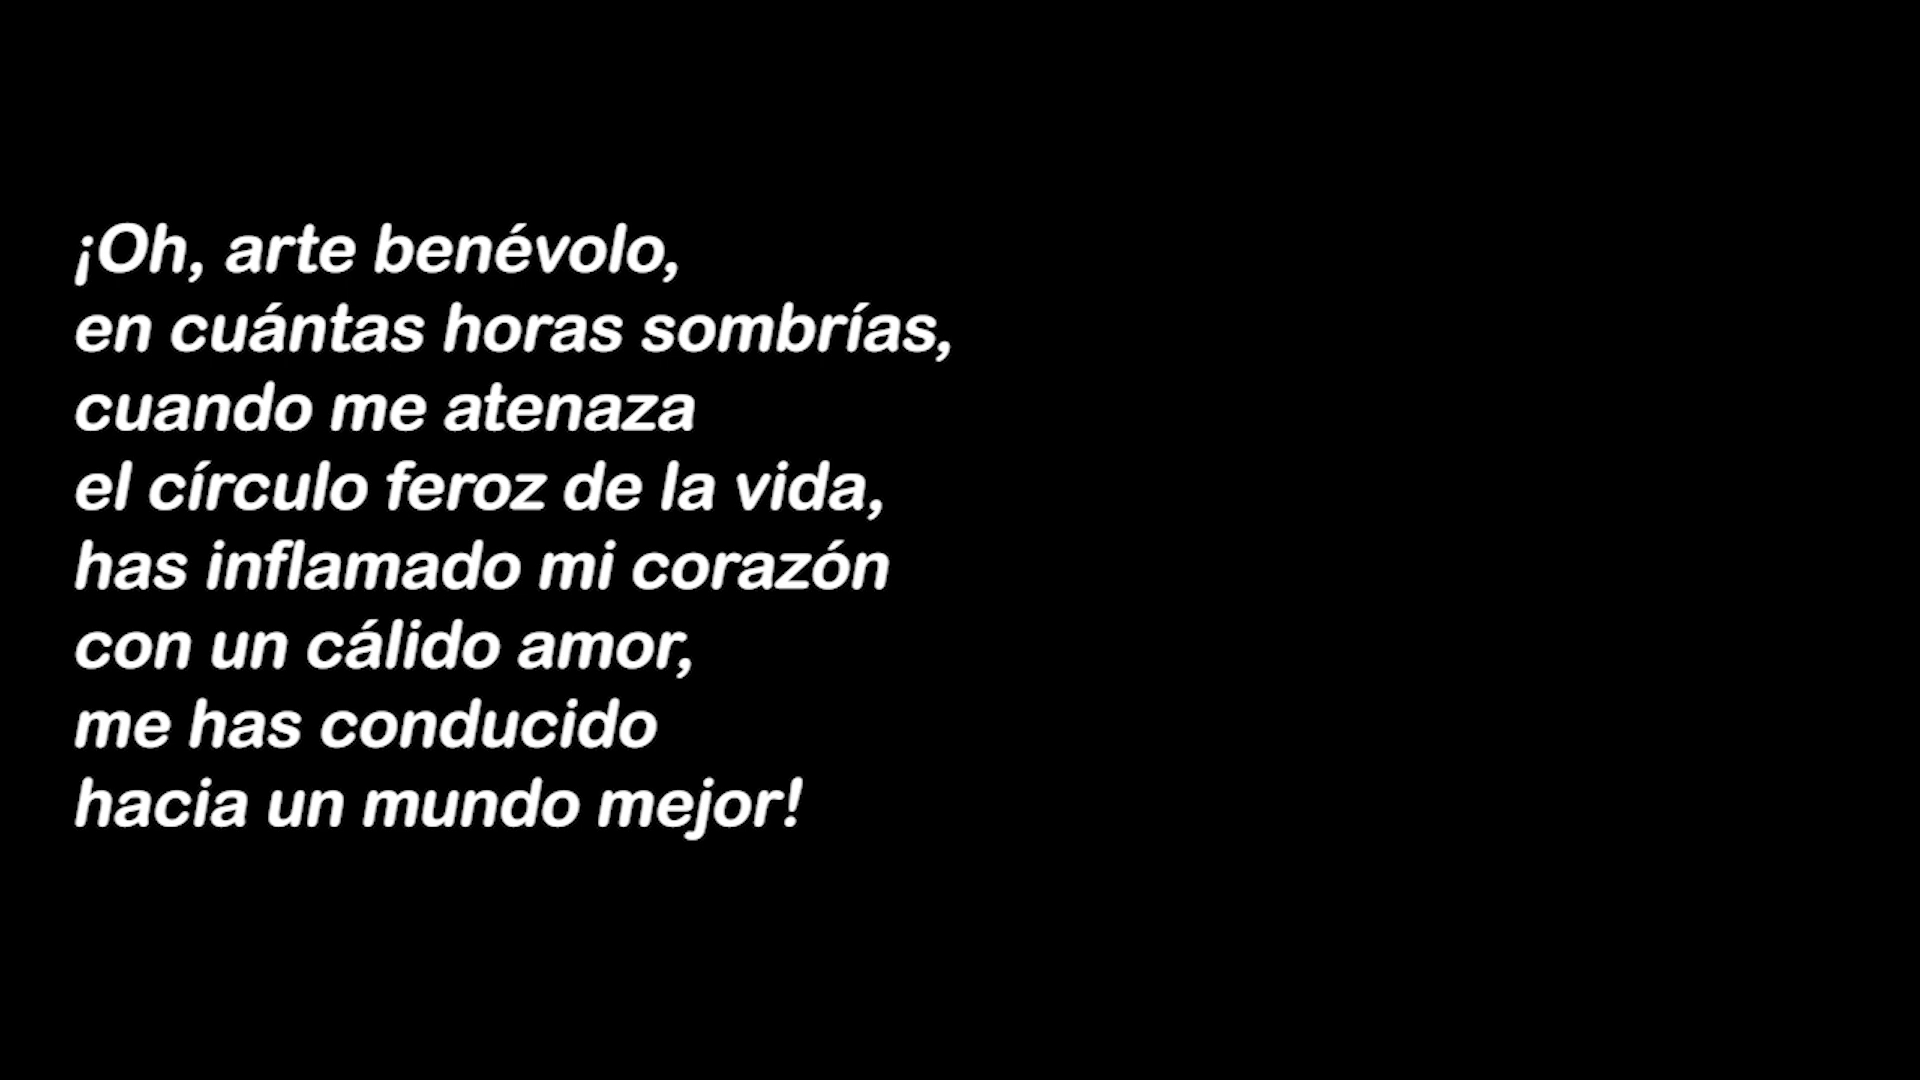 ¡Oh, arte benévolo,
en cuántas horas sombrías,
cuando me atenaza
el círculo feroz de la vida,
has inflamado mi corazón
con un cálido amor,
me has conducido
hacia un mundo mejor!